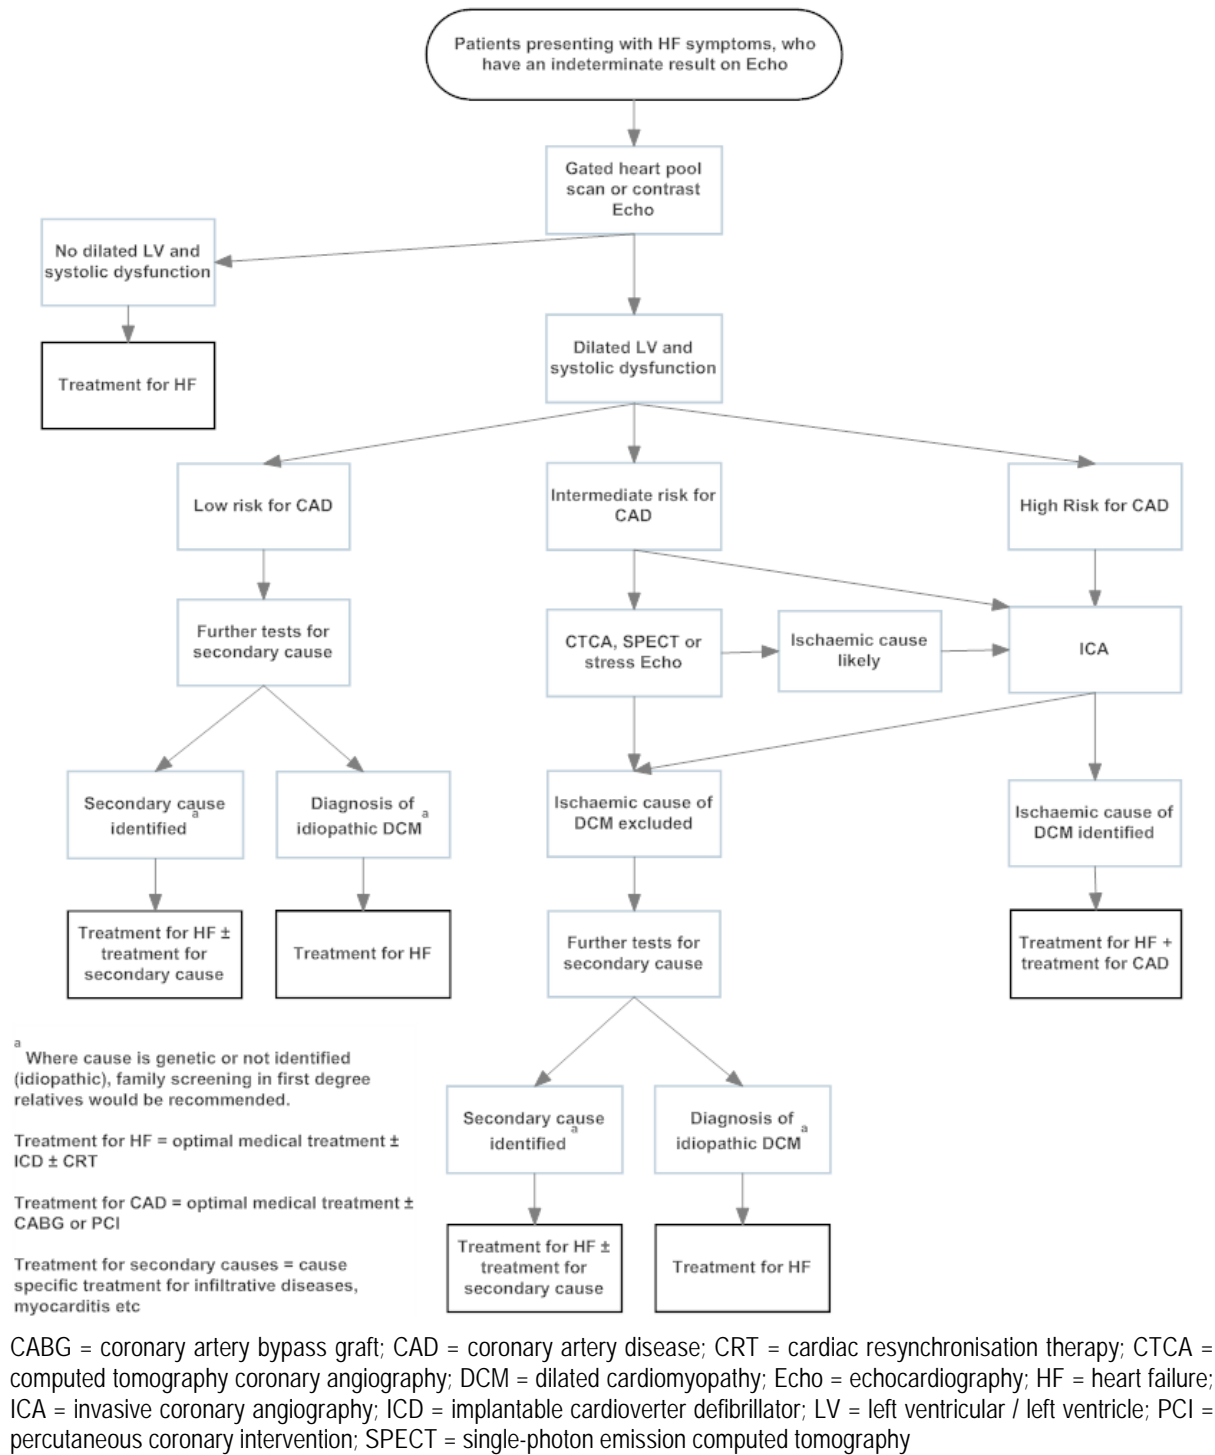 Patients presenting with HF symptoms, who
have an indeterminate result on Echo
Gated heart pool
scan or contrast
Echo
No dilated LV and
systolic dysfunction
Treatment for HF
Dilated LV and
systolic dysfunction
Low risk for CAD
Intermediate risk for
CAD
High Risk for CAD
Further tests for
secondary cause
CTCA, SPECT or
stress Echo
Ischaemic cause
likely
ICA
Secondary cause
identified a
Diagnosis of
idiopathic DCM a
Ischaemic cause of
DCM excluded
Ischaemic cause of
DCM identified
Treatment for HF ±
treatment for
secondary cause
Treatment for HF
Further tests for
secondary cause
Treatment for HF +
treatment for CAD
a
Where cause is genetic or not identified
(idiopathic), family screening in first degree
relatives would be recommended.
Treatment for HF = optimal medical treatment ±
ICD ± CRT
Treatment for CAD = optimal medical treatment ±
CABG or PCI
Treatment for secondary causes = cause
specific treatment for infiltrative diseases,
myocarditis etc
Secondary cause
identified a
Diagnosis of
idiopathic DCM a
Treatment for HF ±
treatment for
secondary cause
Treatment for HF
CABG = coronary artery bypass graft; CAD = coronary artery disease; CRT = cardiac resynchronisation therapy; CTCA =
computed tomography coronary angiography; DCM = dilated cardiomyopathy; Echo = echocardiography; HF = heart failure;
ICA = invasive coronary angiography; ICD = implantable cardioverter defibrillator; LV = left ventricular / left ventricle; PCI =
percutaneous coronary intervention; SPECT = single-photon emission computed tomography